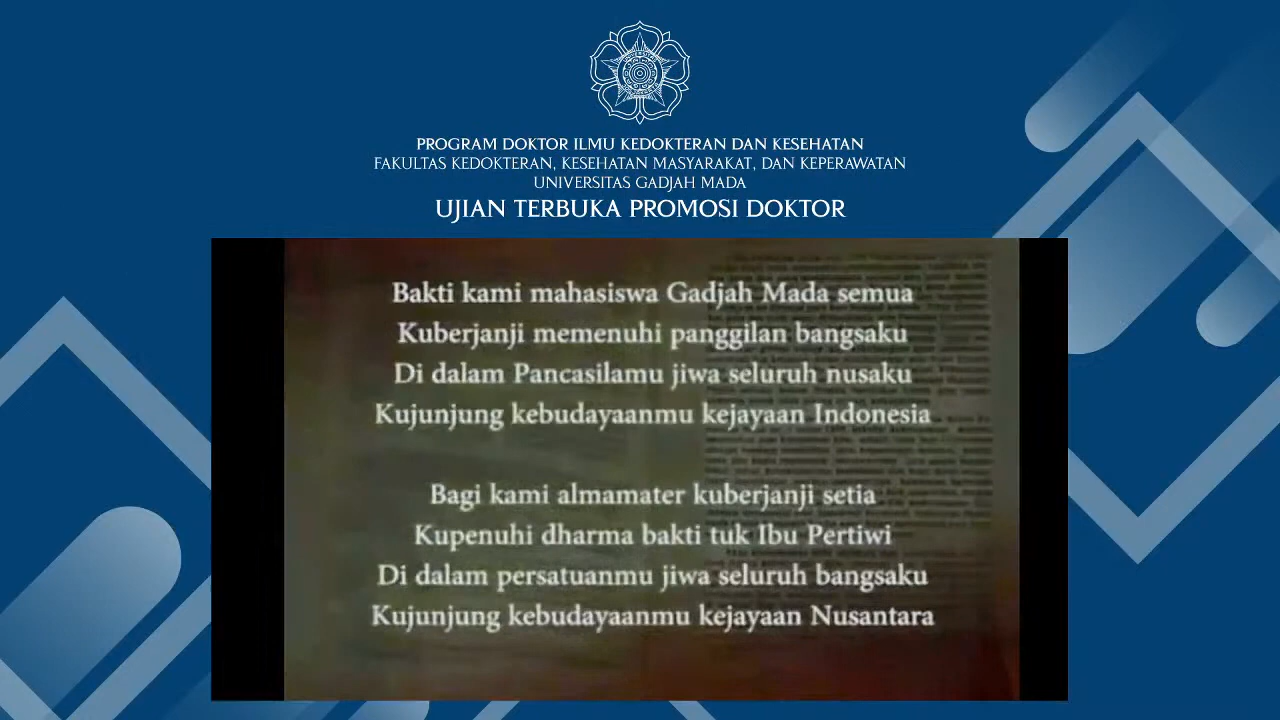 PROGRAM DOKTOR ILMU KEDOKTERAN DAN KESEHATAN
FAKULTAS KEDOKTERAN, KESEHATAN MASYARAKAT, DAN KEPERAWATAN
UNIVERSITAS GADJAH MADA
UJIAN TERBUKA PROMOSI DOKTOR
Bakti kami mahasiswa Gadjah Mada semua
Kuberjanji memenuhi panggilan bangsaku
Di dalam Pancasilamu jiwa seluruh nusaku
Kujunjung kebudayaanmu kejayaan Indonesia
Bagi kami almamater kuberjanji setia
Kupenuhi dharma bakti tuk Ibu Pertiwi
Di dalam persatuanmu jiwa seluruh bangsaku
Kujunjung kebudayaanmu kejayaan Nusantara